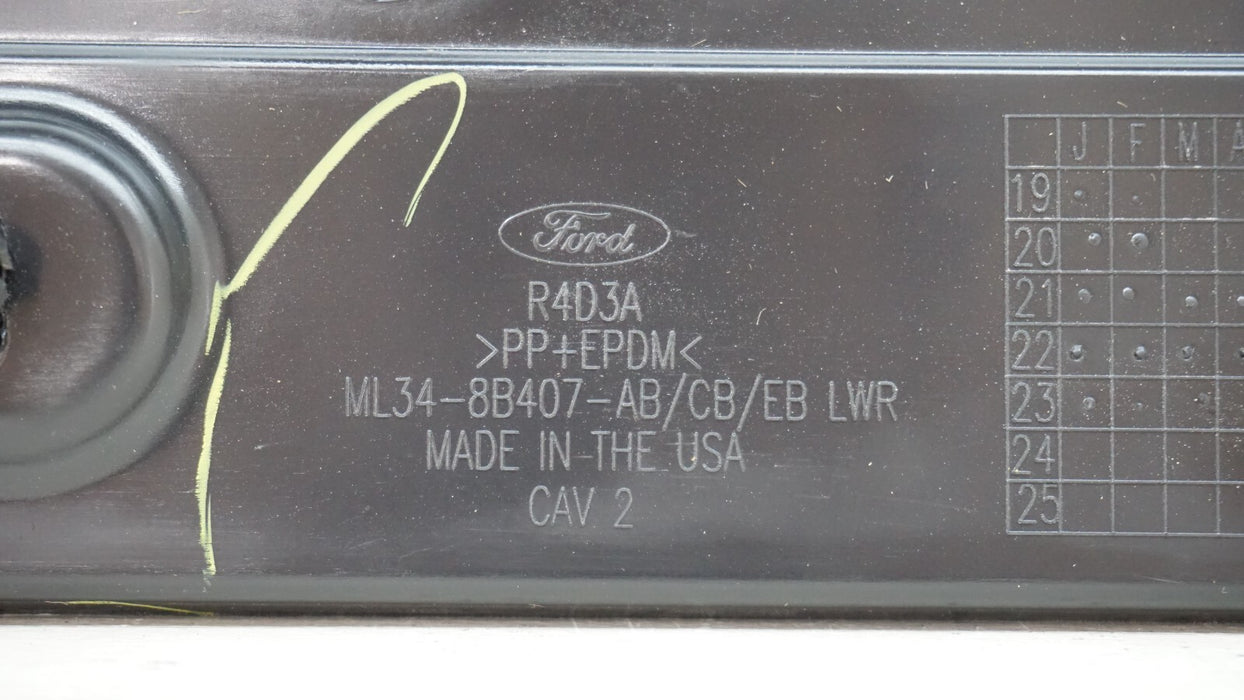 Ford
R4D3A
>PP+EPDM<
ML34-8B407-AB/CB/EB LWR
MADE IN THE USA
CAV 2
J F M A
19
20
21
22
23
24
25